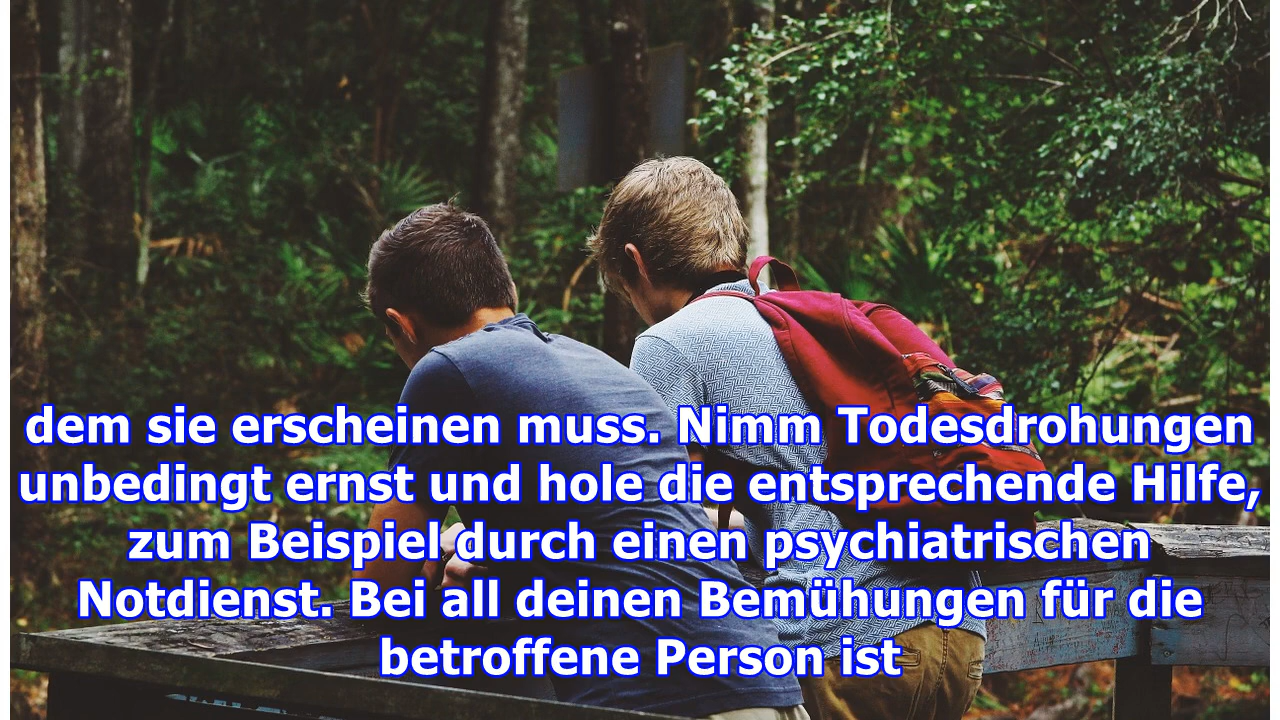 dem sie erscheinen muss. Nimm Todesdrohungen
unbedingt ernst und hole die entsprechende Hilfe,
zum Beispiel durch einen psychiatrischen
Notdienst. Bei all deinen Bemühungen für die
betroffene Person ist